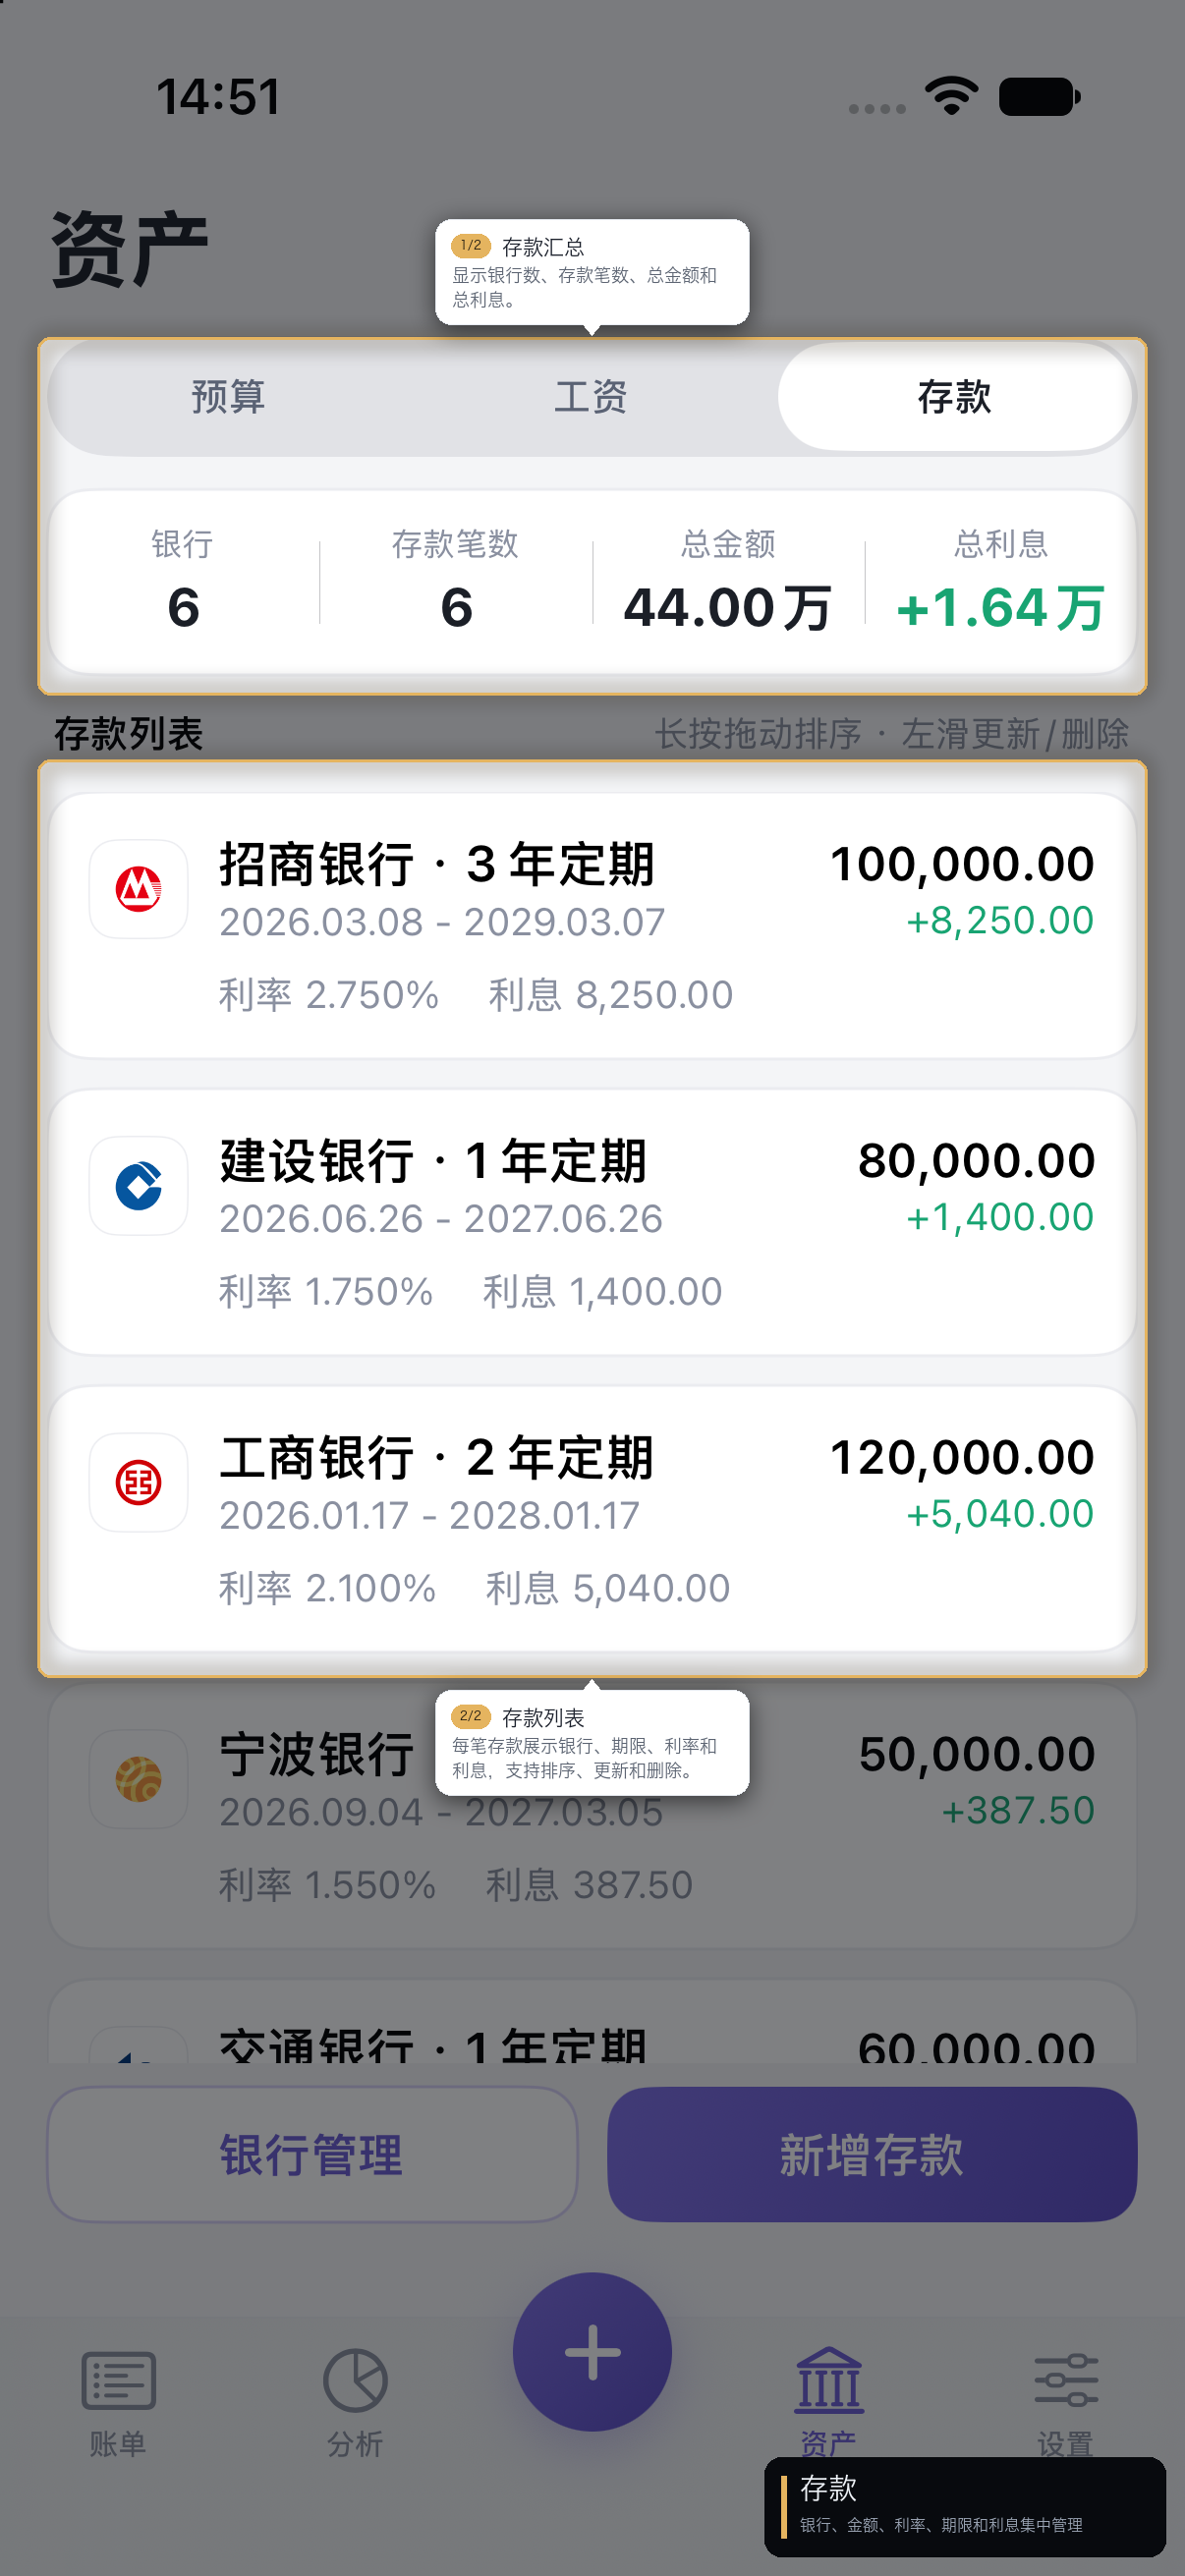 14:51
资产
1/2 存款汇总
显示银行数、存款笔数、总金额和
总利息。
预算 工资 存款
银行 存款笔数 总金额 总利息
6 6 44.00万 +1.64万
存款列表 长按拖动排序 · 左滑更新/删除
招商银行 · 3 年定期 100,000.00
2026.03.08 - 2029.03.07 +8,250.00
利率 2.750% 利息 8,250.00
建设银行 · 1 年定期 80,000.00
2026.06.26 - 2027.06.26 +1,400.00
利率 1.750% 利息 1,400.00
工商银行 · 2 年定期 120,000.00
2026.01.17 - 2028.01.17 +5,040.00
利率 2.100% 利息 5,040.00
2/2 存款列表
每笔存款展示银行、期限、利率和
利息，支持排序、更新和删除。
宁波银行 50,000.00
2026.09.04 - 2027.03.05 +387.50
利率 1.550% 利息 387.50
交通银行 · 1 年定期 60,000.00
银行管理 新增存款
账单 分析 资产 设置
存款
银行、金额、利率、期限和利息集中管理